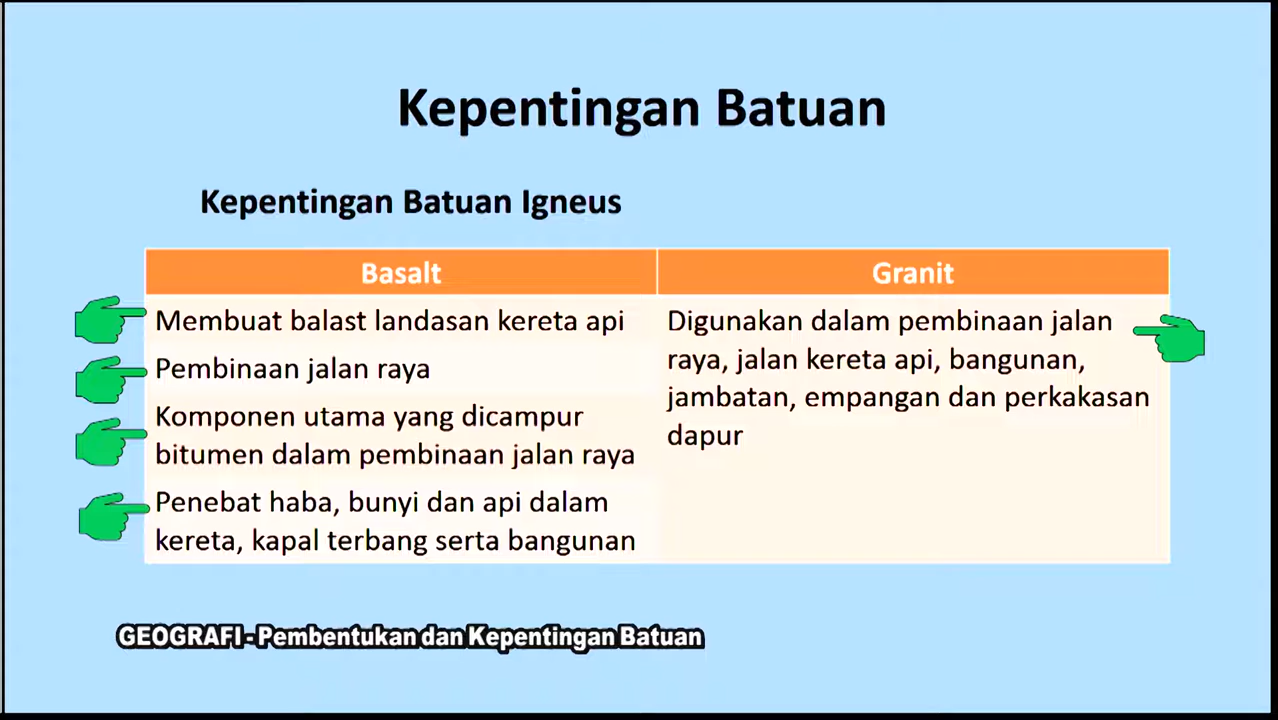 Kepentingan Batuan
Kepentingan Batuan Igneus
Basalt
Membuat balast landasan kereta api
Pembinaan jalan raya
Komponen utama yang dicampur
bitumen dalam pembinaan jalan raya
Penebat haba, bunyi dan api dalam
kereta, kapal terbang serta bangunan
Granit
Digunakan dalam pembinaan jalan
raya, jalan kereta api, bangunan,
jambatan, empangan dan perkakasan
dapur
GEOGRAFI - Pembentukan dan Kepentingan Batuan